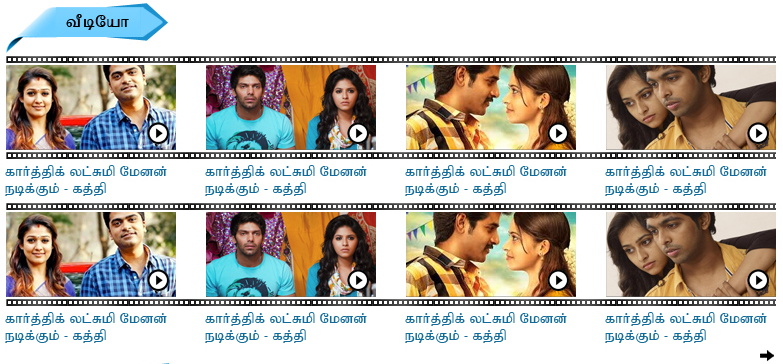 வீடியோ
கார்த்திக் லட்சுமி மேனன் கார்த்திக் லட்சுமி மேனன் கார்த்திக் லட்சுமி மேனன் கார்த்திக் லட்சுமி மேனன்
நடிக்கும் - கத்தி நடிக்கும் - கத்தி நடிக்கும் - கத்தி நடிக்கும் - கத்தி
கார்த்திக் லட்சுமி மேனன் கார்த்திக் லட்சுமி மேனன் கார்த்திக் லட்சுமி மேனன் கார்த்திக் லட்சுமி மேனன்
நடிக்கும் - கத்தி நடிக்கும் - கத்தி நடிக்கும் - கத்தி நடிக்கும் - கத்தி